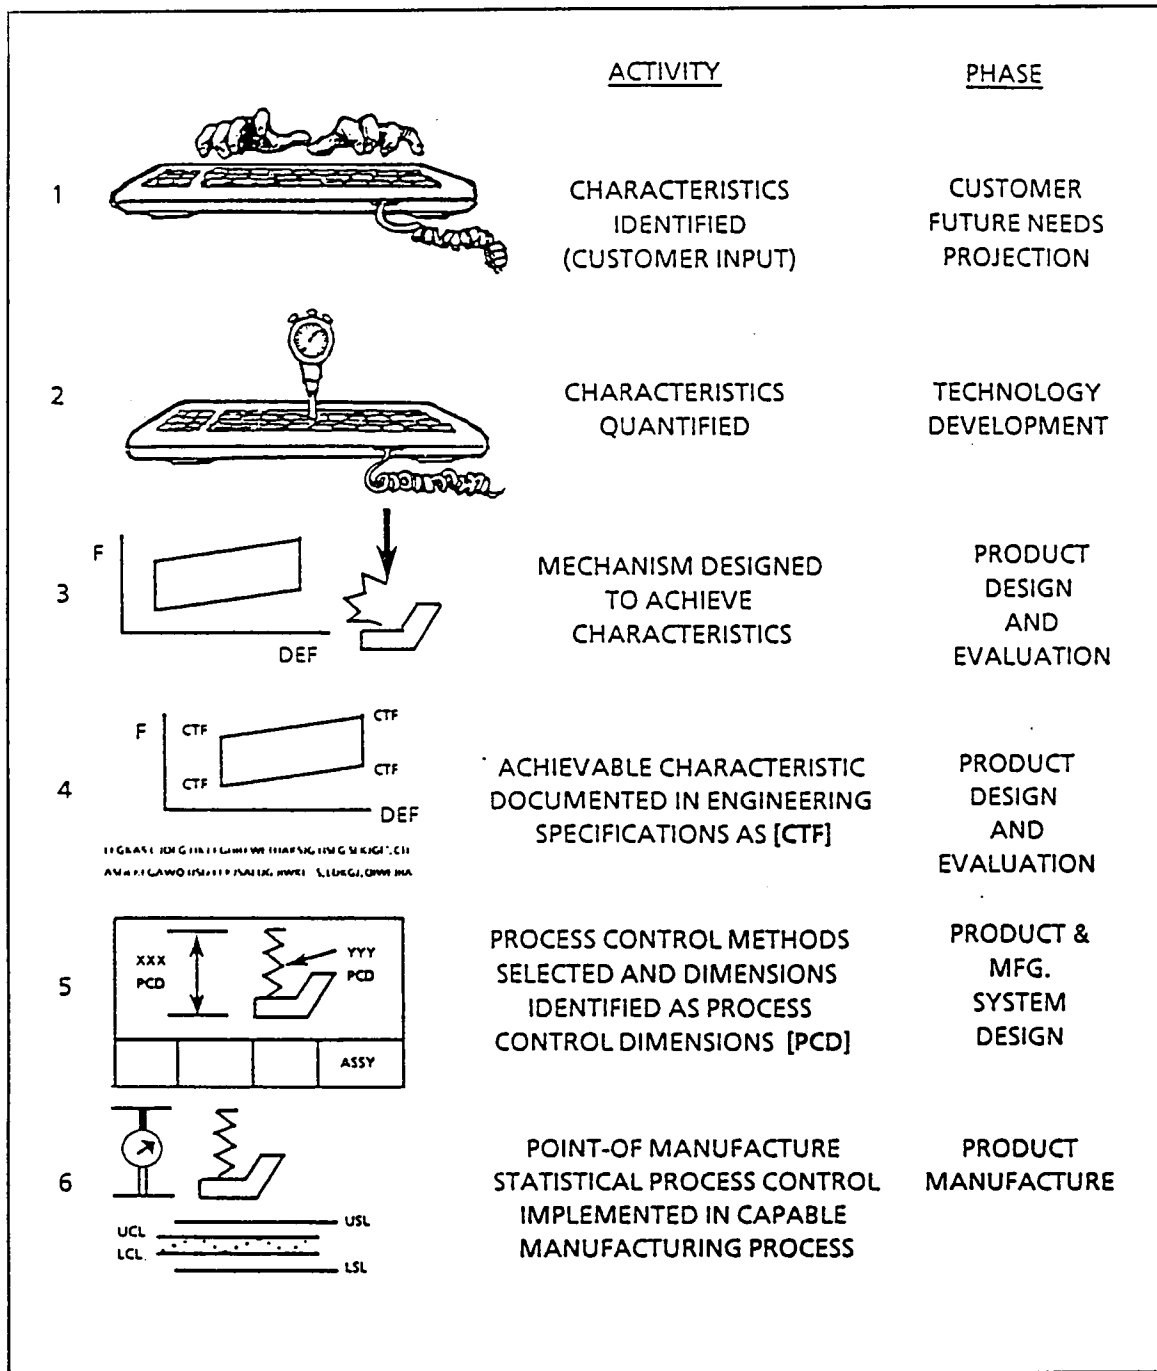 ACTIVITY PHASE
1
CHARACTERISTICS
IDENTIFIED
(CUSTOMER INPUT)
CUSTOMER
FUTURE NEEDS
PROJECTION
2
CHARACTERISTICS
QUANTIFIED
TECHNOLOGY
DEVELOPMENT
3
F
DEF
MECHANISM DESIGNED
TO ACHIEVE
CHARACTERISTICS
PRODUCT
DESIGN
AND
EVALUATION
4
F
CTF
CTF
CTF
CTF
DEF
ACHIEVABLE CHARACTERISTIC
DOCUMENTED IN ENGINEERING
SPECIFICATIONS AS [CTF]
PRODUCT
DESIGN
AND
EVALUATION
5
XXX
PCD
YYY
PCD
ASSY
PROCESS CONTROL METHODS
SELECTED AND DIMENSIONS
IDENTIFIED AS PROCESS
CONTROL DIMENSIONS [PCD]
PRODUCT &
MFG.
SYSTEM
DESIGN
6
UCL
LCL
USL
LSL
POINT-OF MANUFACTURE
STATISTICAL PROCESS CONTROL
IMPLEMENTED IN CAPABLE
MANUFACTURING PROCESS
PRODUCT
MANUFACTURE